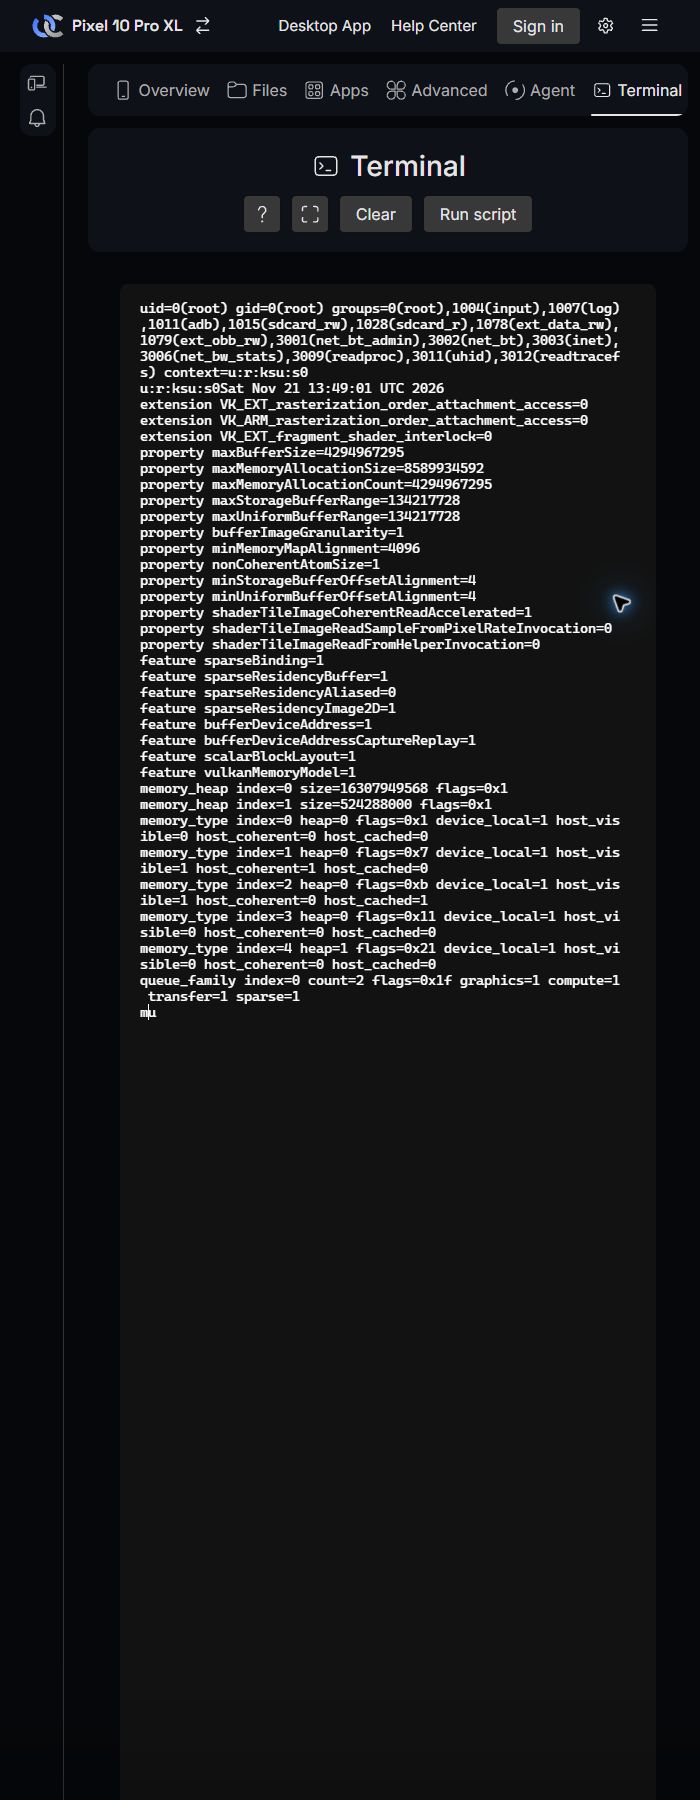 Pixel 10 Pro XL
Desktop App
Help Center
Sign in
Overview
Files
Apps
Advanced
Agent
Terminal
Terminal
?
Clear
Run script
uid=0(root) gid=0(root) groups=0(root),1004(input),1007(log)
,1011(adb),1015(sdcard_rw),1028(sdcard_r),1078(ext_data_rw),
1079(ext_obb_rw),3001(net_bt_admin),3002(net_bt),3003(inet),
3006(net_bw_stats),3009(readproc),3011(uhid),3012(readtracef
s) context=u:r:ksu:s0
u:r:ksu:s0Sat Nov 21 13:49:01 UTC 2026
extension VK_EXT_rasterization_order_attachment_access=0
extension VK_ARM_rasterization_order_attachment_access=0
extension VK_EXT_fragment_shader_interlock=0
property maxBufferSize=4294967295
property maxMemoryAllocationSize=8589934592
property maxMemoryAllocationCount=4294967295
property maxStorageBufferRange=134217728
property maxUniformBufferRange=134217728
property bufferImageGranularity=1
property minMemoryMapAlignment=4096
property nonCoherentAtomSize=1
property minStorageBufferOffsetAlignment=4
property minUniformBufferOffsetAlignment=4
property shaderTileImageCoherentReadAccelerated=1
property shaderTileImageReadSampleFromPixelRateInvocation=0
property shaderTileImageReadFromHelperInvocation=0
feature sparseBinding=1
feature sparseResidencyBuffer=1
feature sparseResidencyAliased=0
feature sparseResidencyImage2D=1
feature bufferDeviceAddress=1
feature bufferDeviceAddressCaptureReplay=1
feature scalarBlockLayout=1
feature vulkanMemoryModel=1
memory_heap index=0 size=16307949568 flags=0x1
memory_heap index=1 size=524288000 flags=0x1
memory_type index=0 heap=0 flags=0x1 device_local=1 host_vis
ible=0 host_coherent=0 host_cached=0
memory_type index=1 heap=0 flags=0x7 device_local=1 host_vis
ible=1 host_coherent=1 host_cached=0
memory_type index=2 heap=0 flags=0xb device_local=1 host_vis
ible=1 host_coherent=0 host_cached=1
memory_type index=3 heap=0 flags=0x11 device_local=1 host_vi
sible=0 host_coherent=0 host_cached=0
memory_type index=4 heap=1 flags=0x21 device_local=1 host_vi
sible=0 host_coherent=0 host_cached=0
queue_family index=0 count=2 flags=0x1f graphics=1 compute=1
 transfer=1 sparse=1
mu